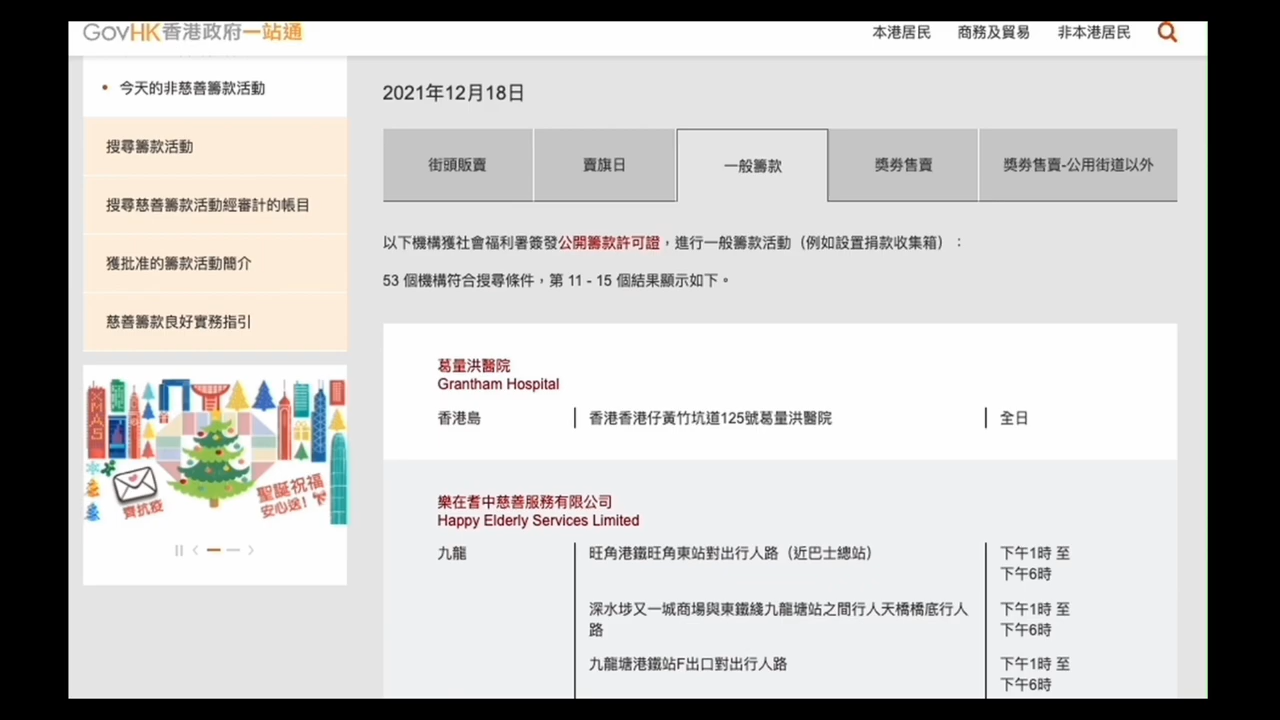 GovHK香港政府一站通
本港居民
商務及貿易
非本港居民
今天的非慈善籌款活動
搜尋籌款活動
搜尋慈善籌款活動經審計的帳目
獲批准的籌款活動簡介
慈善籌款良好實務指引
XMAS
齊抗疫
聖誕祝福
安心送!
2021年12月18日
街頭販賣
賣旗日
一般籌款
獎券售賣
獎券售賣-公用街道以外
以下機構獲社會福利署簽發公開籌款許可證，進行一般籌款活動（例如設置捐款收集箱）：
53 個機構符合搜尋條件，第 11 - 15 個結果顯示如下。
葛量洪醫院
Grantham Hospital
香港島
香港香港仔黃竹坑道125號葛量洪醫院
全日
樂在耆中慈善服務有限公司
Happy Elderly Services Limited
九龍
旺角港鐵旺角東站對出行人路（近巴士總站）
下午1時 至
下午6時
深水埗又一城商場與東鐵綫九龍塘站之間行人天橋橋底行人
路
下午1時 至
下午6時
九龍塘港鐵站F出口對出行人路
下午1時 至
下午6時